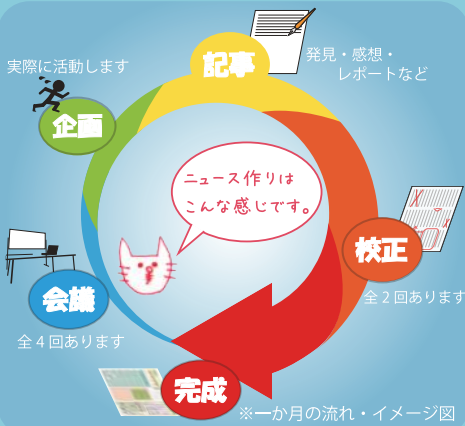 記事
発見・感想・
レポートなど
実際に活動します
企画
ニュース作りは
こんな感じです。
校正
全2回あります
会議
全4回あります
完成
※一か月の流れ・イメージ図